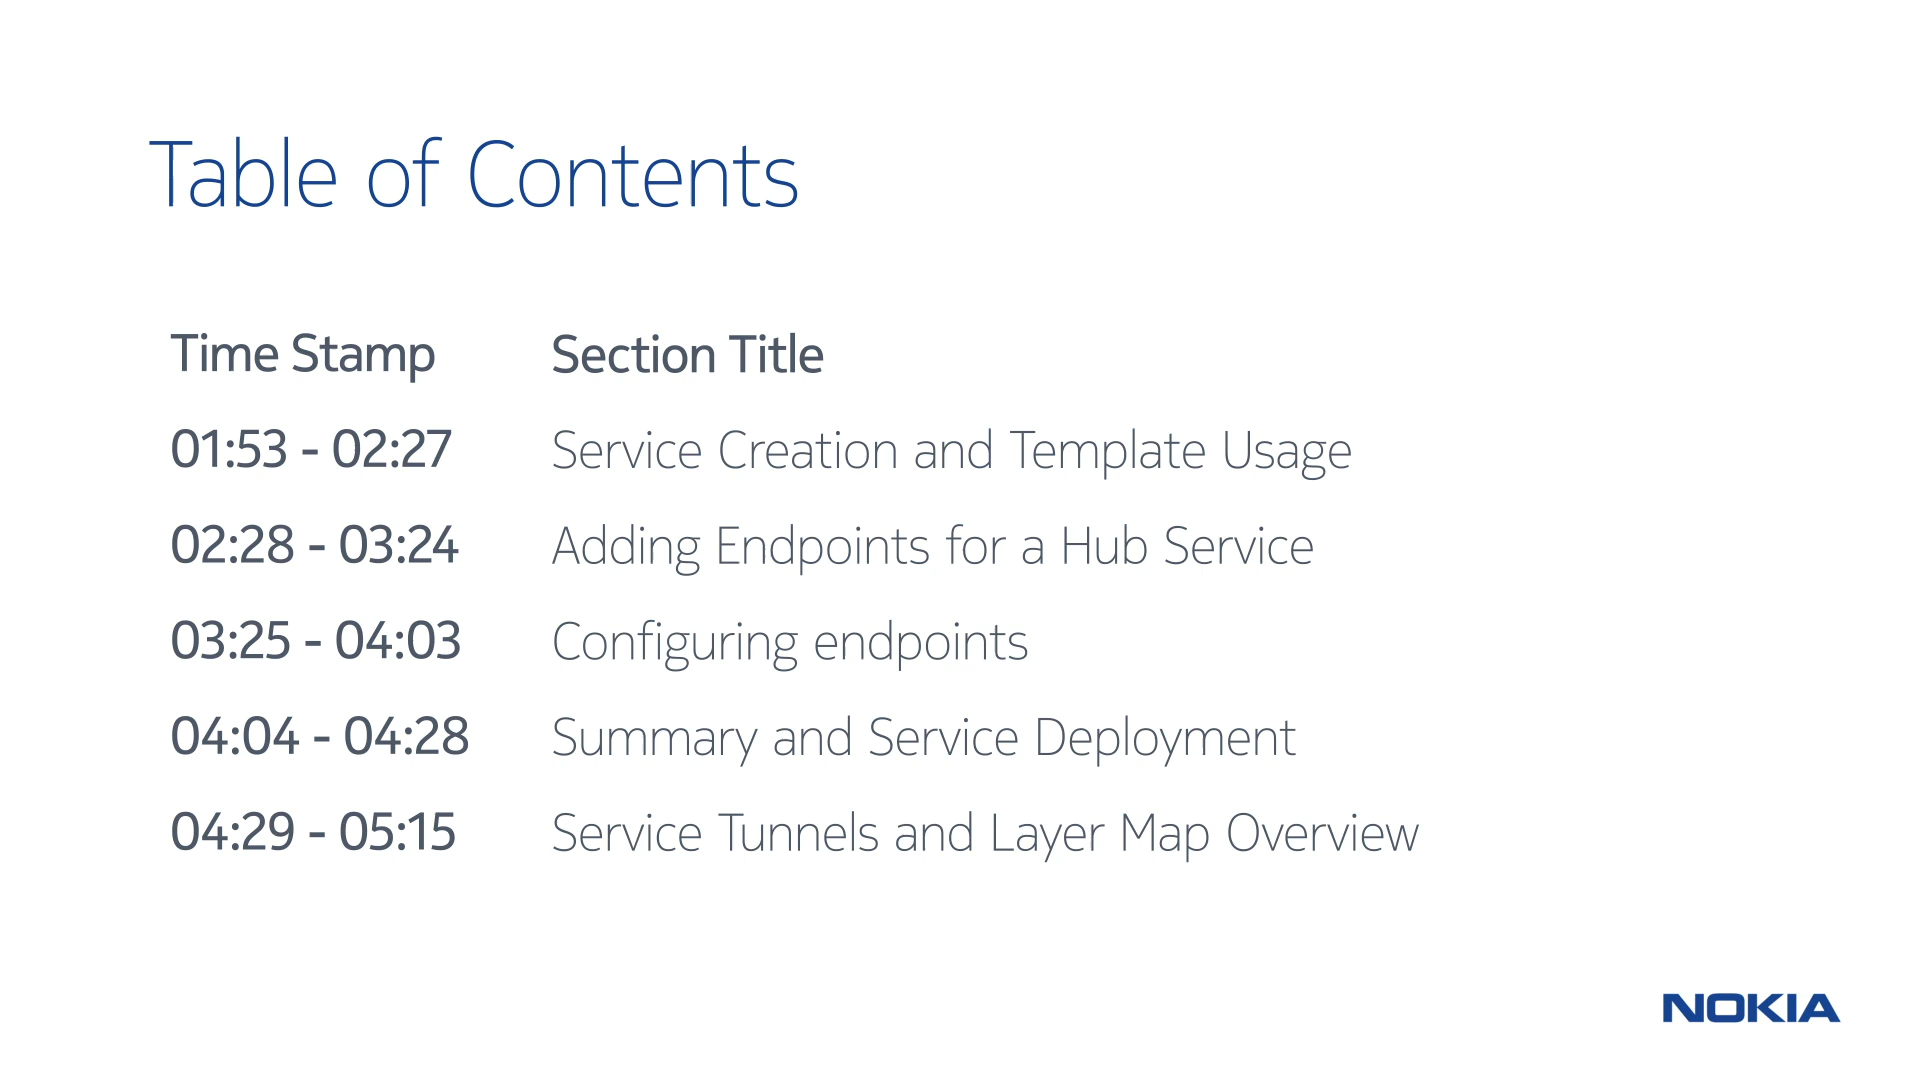 Table of Contents
Time Stamp Section Title
01:53 - 02:27 Service Creation and Template Usage
02:28 - 03:24 Adding Endpoints for a Hub Service
03:25 - 04:03 Configuring endpoints
04:04 - 04:28 Summary and Service Deployment
04:29 - 05:15 Service Tunnels and Layer Map Overview
NOKIA